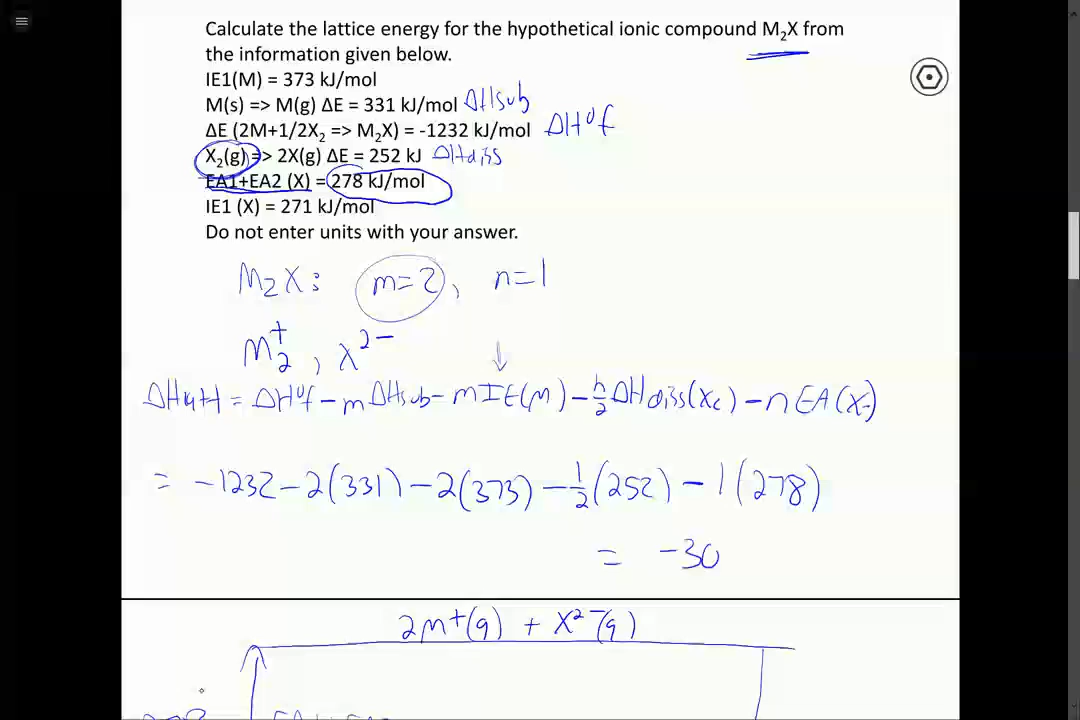 Calculate the lattice energy for the hypothetical ionic compound M₂X from
the information given below.
IE1(M) = 373 kJ/mol
M(s) => M(g) ΔE = 331 kJ/mol ΔHsub
ΔE (2M+1/2X₂ => M₂X) = -1232 kJ/mol ΔH°f
X₂(g) => 2X(g) ΔE = 252 kJ ΔHdiss
EA1+EA2 (X) = 278 kJ/mol
IE1 (X) = 271 kJ/mol
Do not enter units with your answer.
M₂X: m=2, n=1
M₂⁺, X²⁻
ΔHlatt = ΔH°f - mΔHsub - mIE(M) - n/2 ΔHdiss(X₂) - nEA(X)
= -1232 - 2(331) - 2(373) - 1/2(252) - 1(278)
= -30
2M⁺(g) + X²⁻(g)